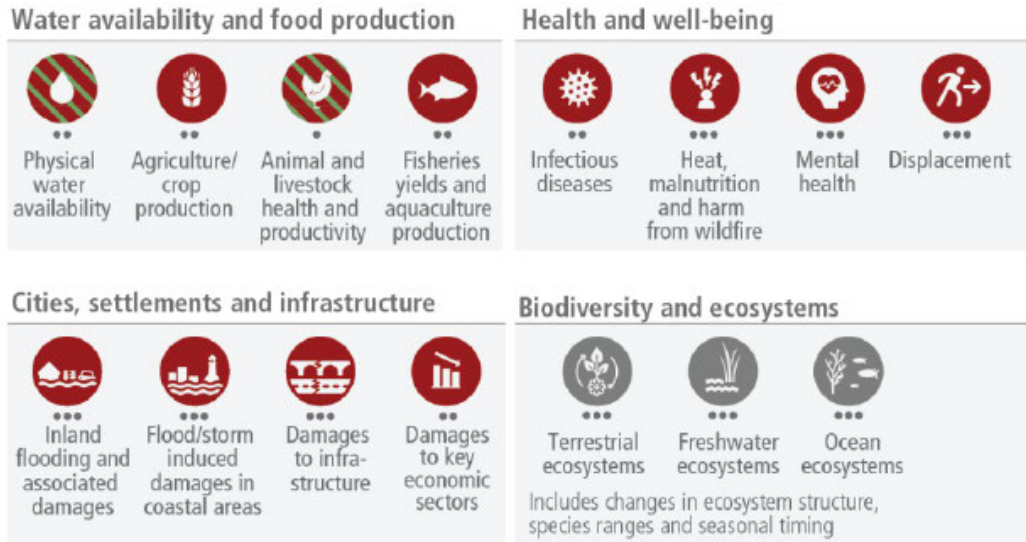 Water availability and food production
Physical
water
availability
Agriculture/
crop
production
Animal and
livestock
health and
productivity
Fisheries
yields and
aquaculture
production
Health and well-being
Infectious
diseases
Heat,
malnutrition
and harm
from wildfire
Mental
health
Displacement
Cities, settlements and infrastructure
Inland
flooding and
associated
damages
Flood/storm
induced
damages in
coastal areas
Damages
to infra-
structure
Damages
to key
economic
sectors
Biodiversity and ecosystems
Terrestrial
ecosystems
Freshwater
ecosystems
Ocean
ecosystems
Includes changes in ecosystem structure,
species ranges and seasonal timing